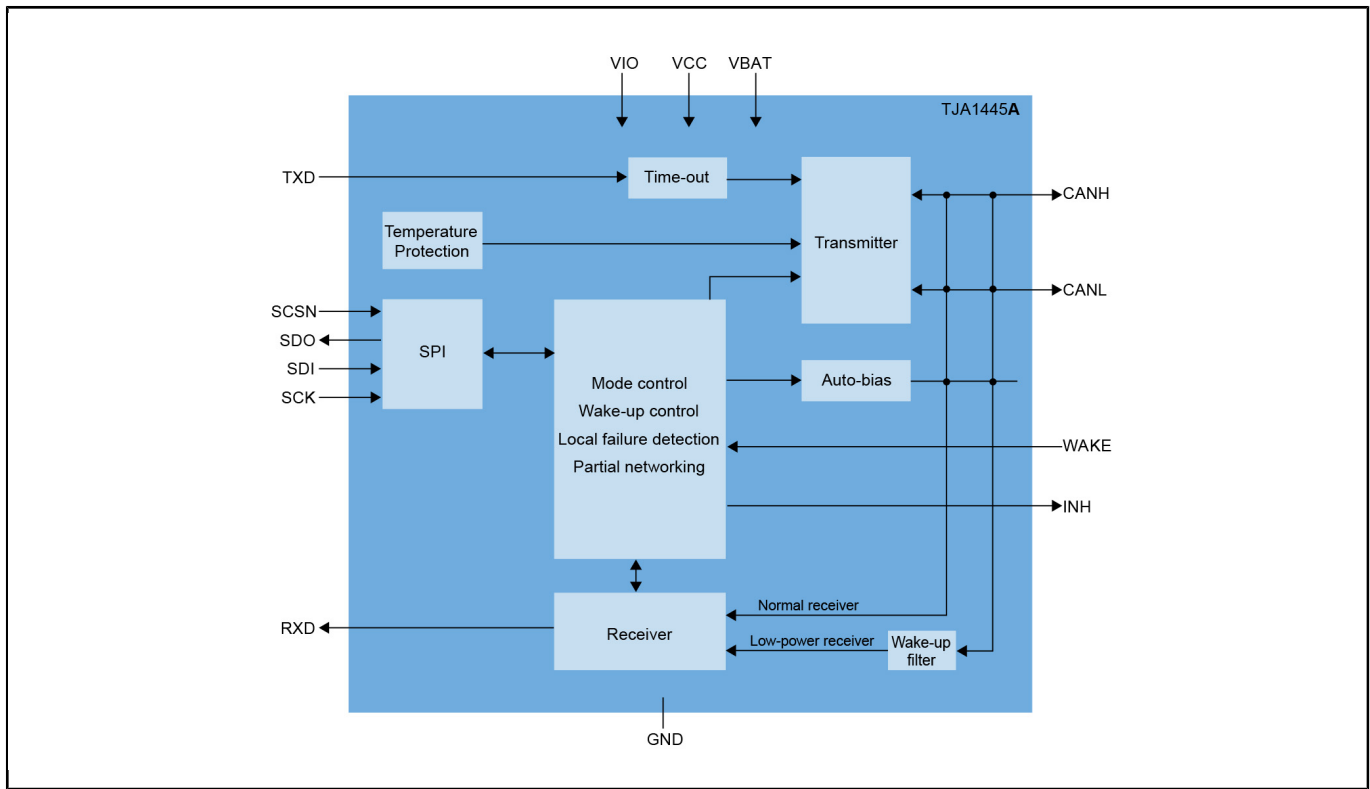 VIO VCC VBAT
TJA1445A
TXD
Time-out
CANH
Temperature
Protection
Transmitter
CANL
SCSN
SDO
SDI
SCK
SPI
Mode control
Wake-up control
Local failure detection
Partial networking
Auto-bias
WAKE
INH
Normal receiver
RXD
Receiver
Low-power receiver
Wake-up
filter
GND